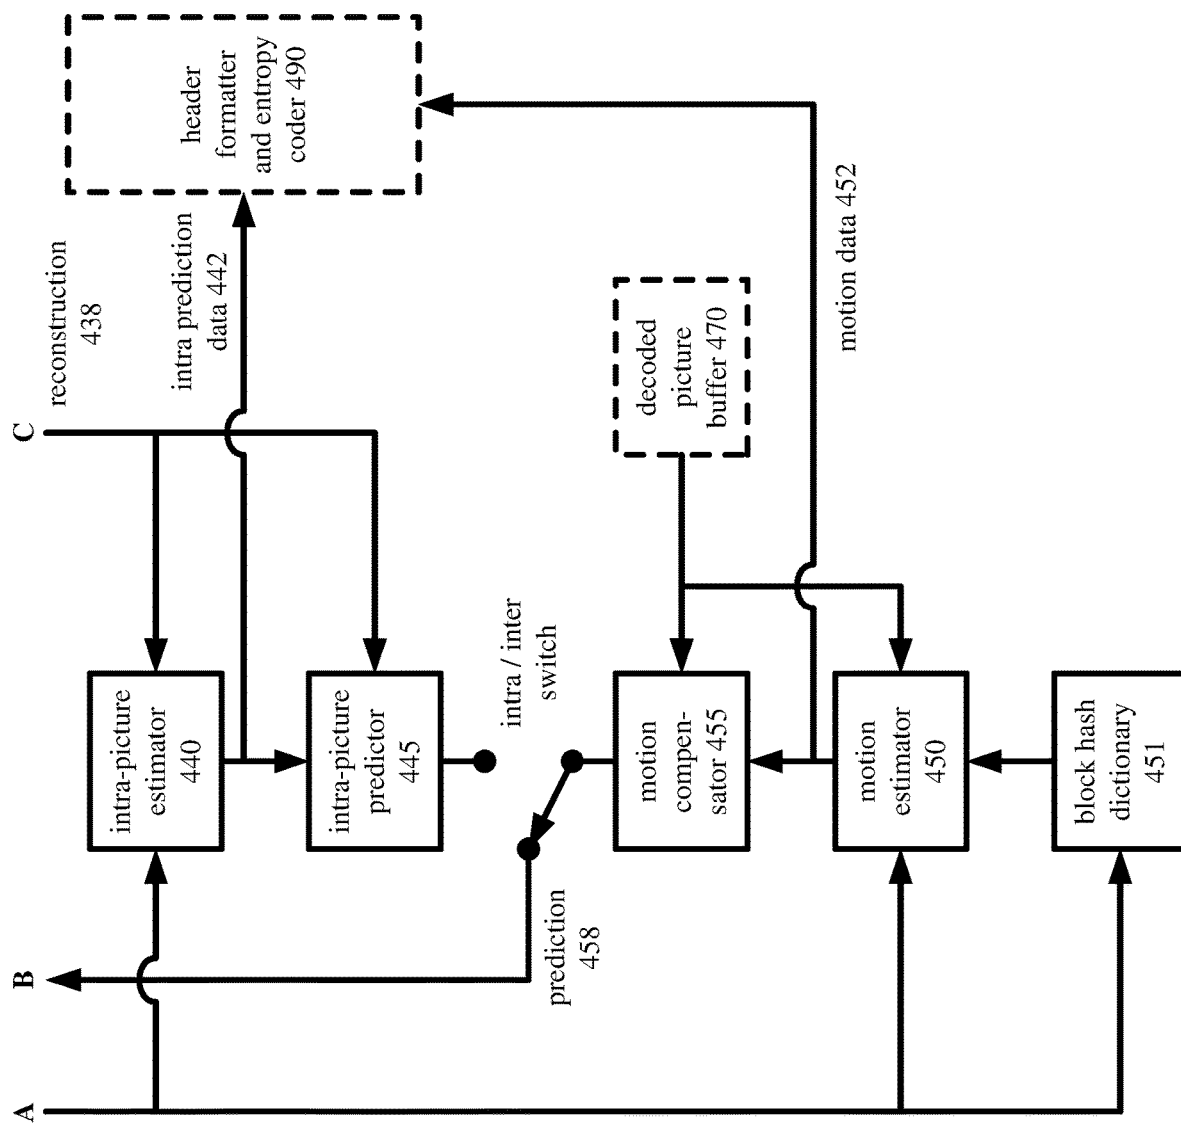 A
B
C
reconstruction
438
intra prediction
data 442
header
formatter
and entropy
coder 490
intra-picture
estimator
440
intra-picture
predictor
445
intra / inter
switch
prediction
458
decoded
picture
buffer 470
motion data 452
motion
compen-
sator 455
motion
estimator
450
block hash
dictionary
451